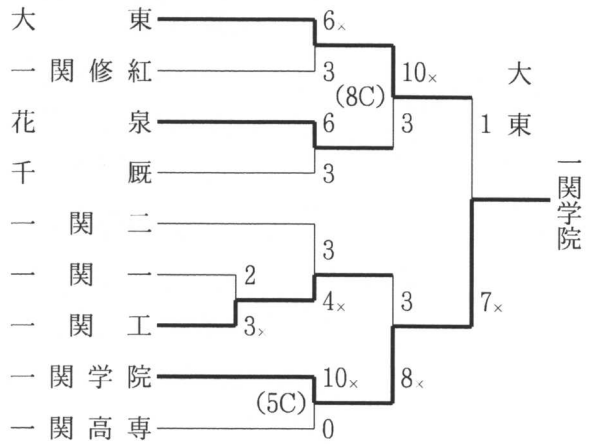 大東
一関修紅
花泉
千厩
一関二
一関一
一関工
一関学院
一関高専
6×
3
6
3
(8C)
10×
3
3
4×
2
3×
10×
(5C)
0
3
8×
1
7×
大東
一関学院